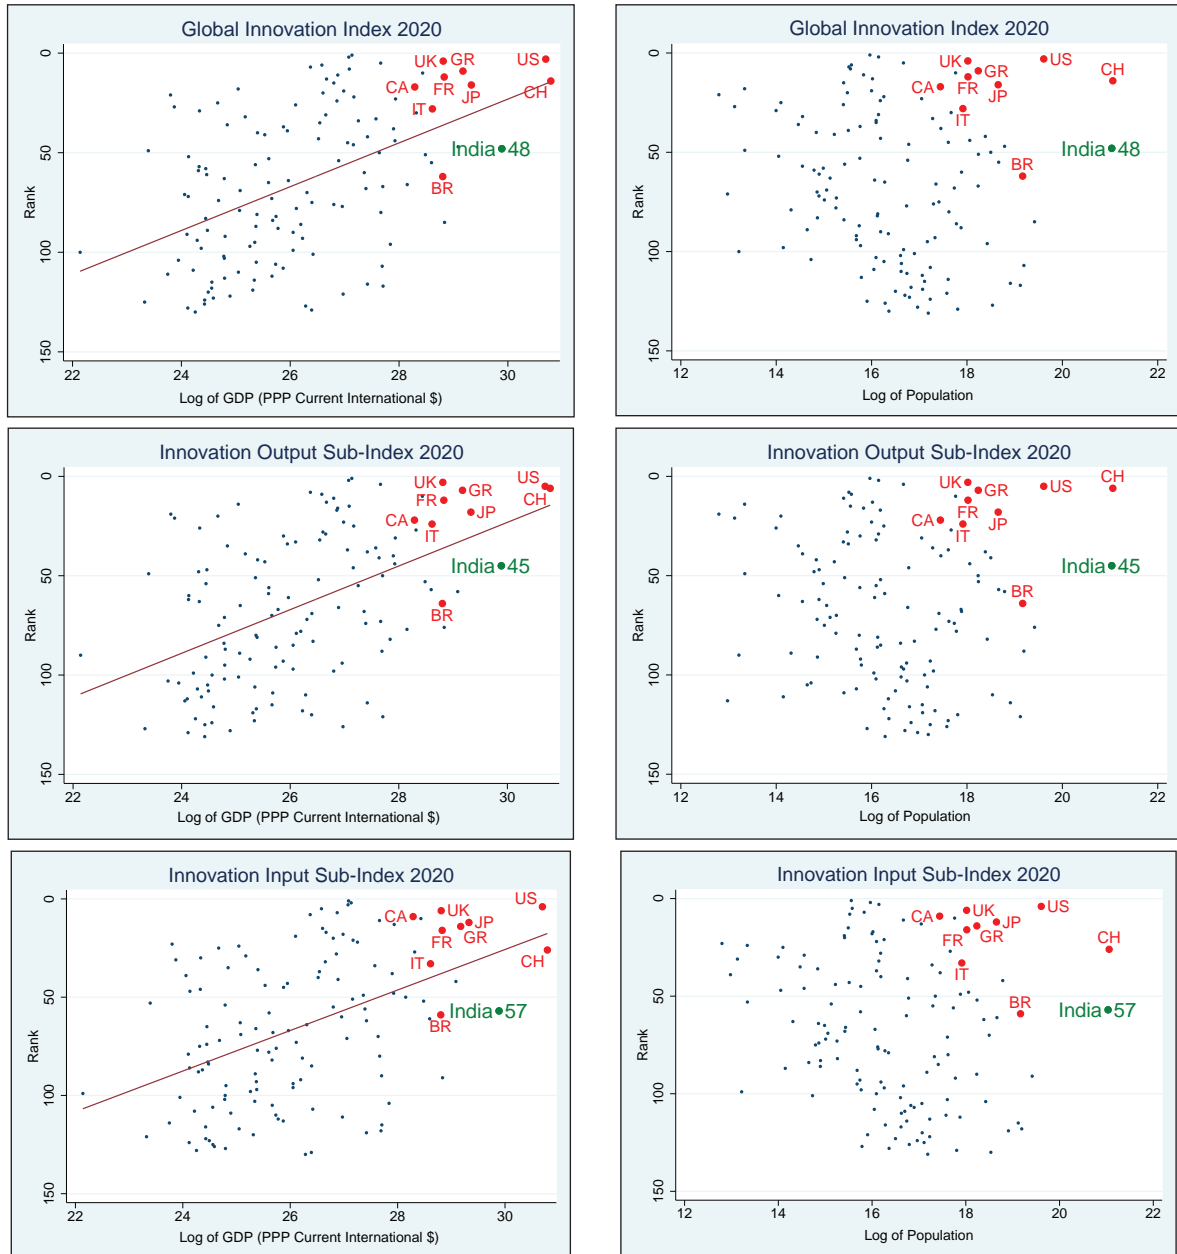 Global Innovation Index 2020
Rank
0
50
100
150
UK
GR
US
CA
FR
JP
CH
IT
India 48
BR
22
24
26
28
30
Log of GDP (PPP Current International $)
Global Innovation Index 2020
Rank
0
50
100
150
UK
GR
US
CH
CA
FR
JP
IT
India 48
BR
12
14
16
18
20
22
Log of Population
Innovation Output Sub-Index 2020
Rank
0
50
100
150
UK
GR
US
FR
CH
CA
IT
JP
India 45
BR
22
24
26
28
30
Log of GDP (PPP Current International $)
Innovation Output Sub-Index 2020
Rank
0
50
100
150
UK
GR
US
CH
CA
FR
JP
IT
India 45
BR
12
14
16
18
20
22
Log of Population
Innovation Input Sub-Index 2020
Rank
0
50
100
150
US
CA
UK
JP
FR
GR
IT
CH
India 57
BR
22
24
26
28
30
Log of GDP (PPP Current International $)
Innovation Input Sub-Index 2020
Rank
0
50
100
150
US
CA
UK
JP
FR
GR
CH
IT
BR
India 57
12
14
16
18
20
22
Log of Population